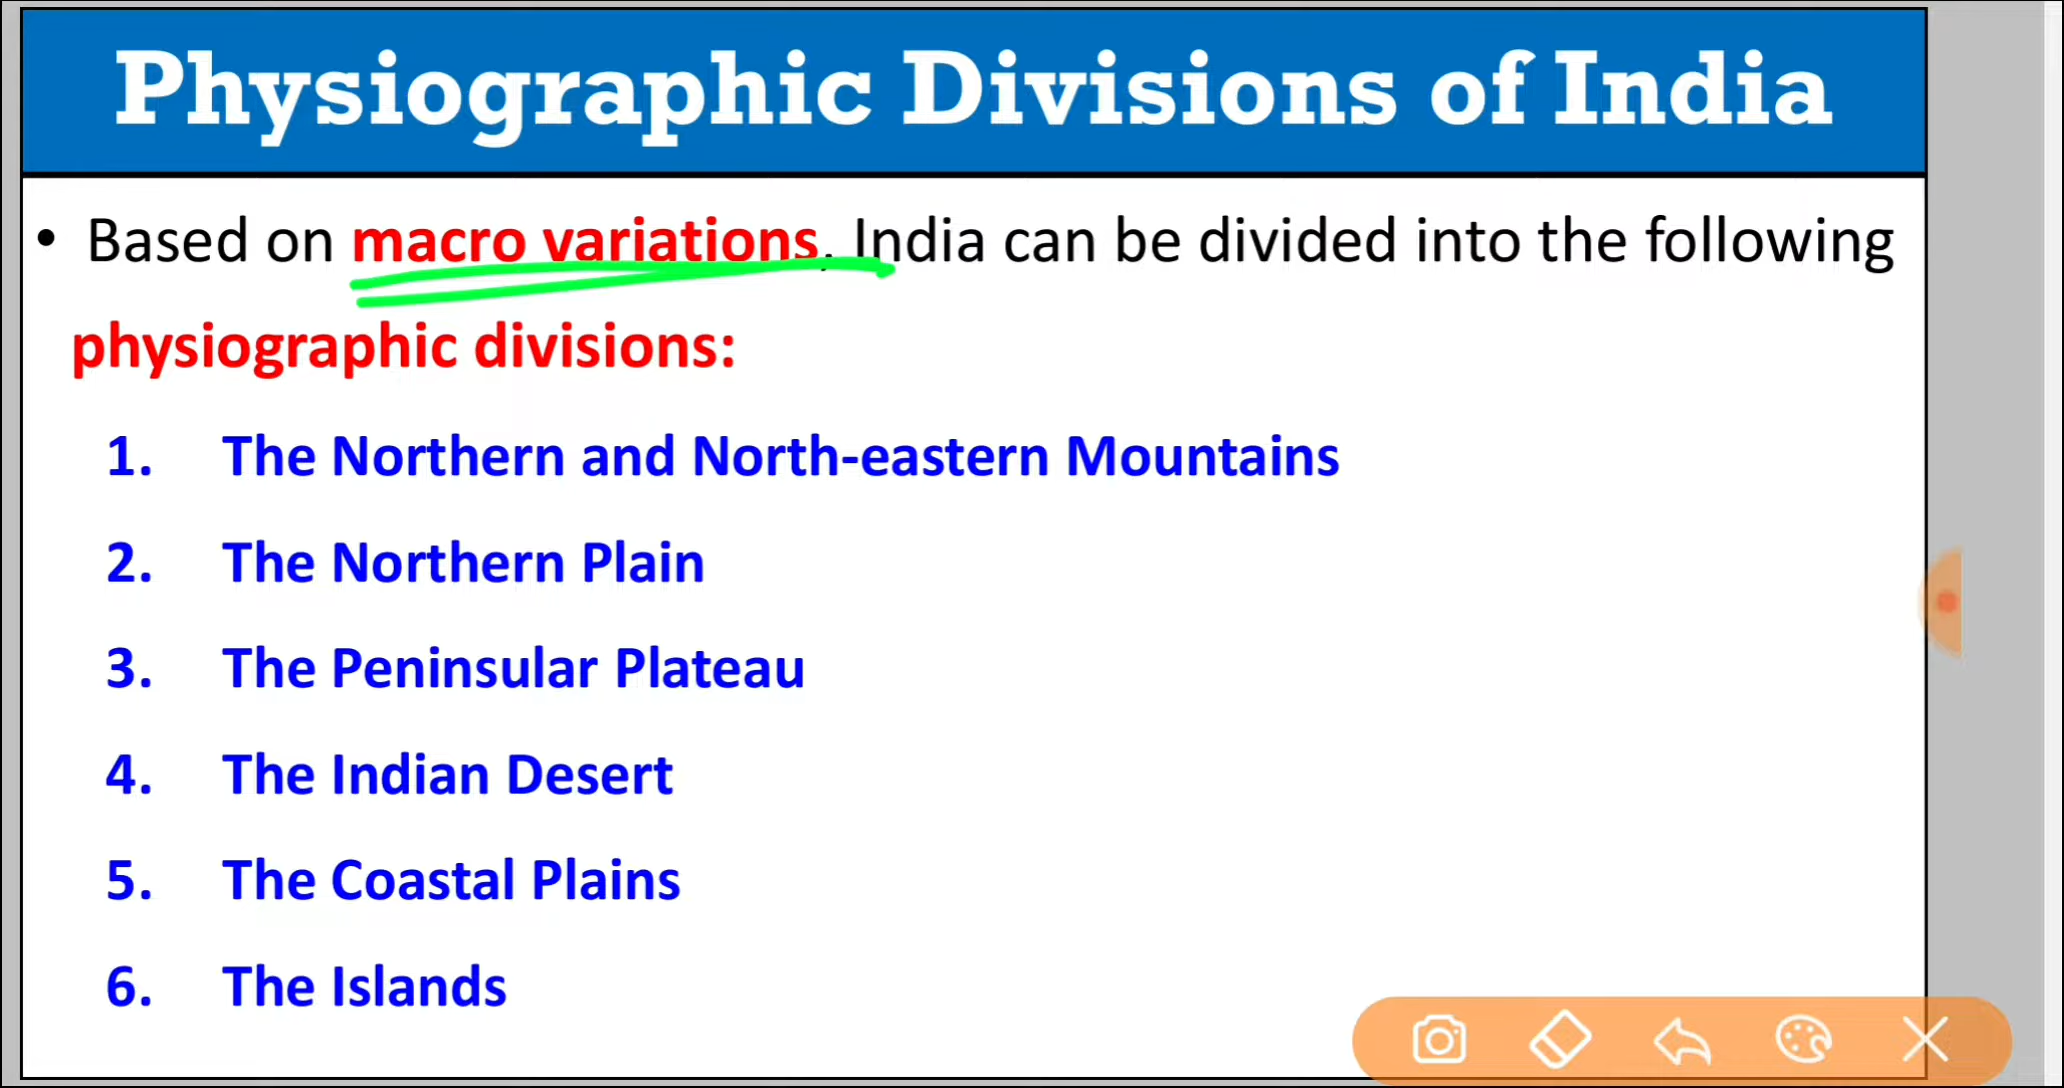 Physiographic Divisions of India
• Based on macro variations, India can be divided into the following
physiographic divisions:
1. The Northern and North-eastern Mountains
2. The Northern Plain
3. The Peninsular Plateau
4. The Indian Desert
5. The Coastal Plains
6. The Islands